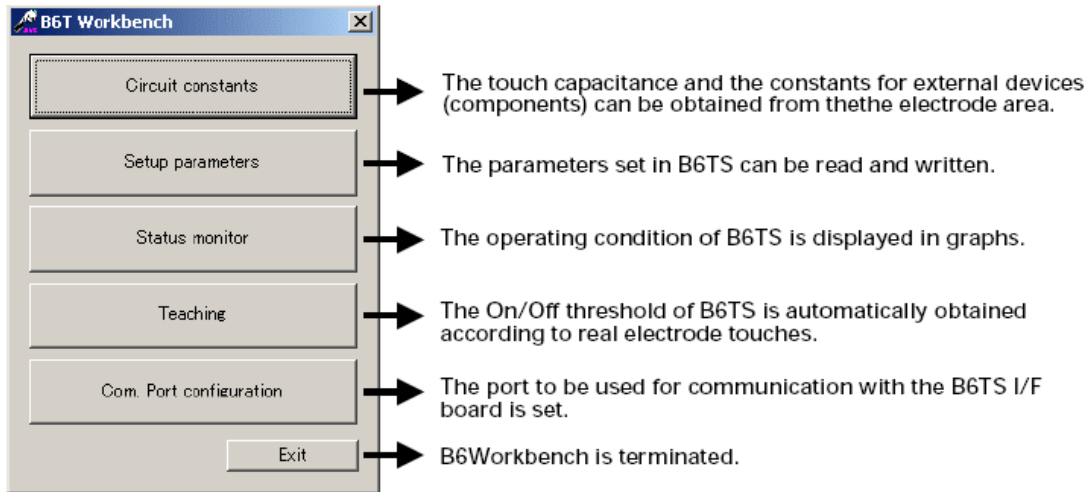 B6T Workbench
Circuit constants
The touch capacitance and the constants for external devices
(components) can be obtained from thethe electrode area.
Setup parameters
The parameters set in B6TS can be read and written.
Status monitor
The operating condition of B6TS is displayed in graphs.
Teaching
The On/Off threshold of B6TS is automatically obtained
according to real electrode touches.
Com. Port configuration
The port to be used for communication with the B6TS I/F
board is set.
Exit
B6Workbench is terminated.